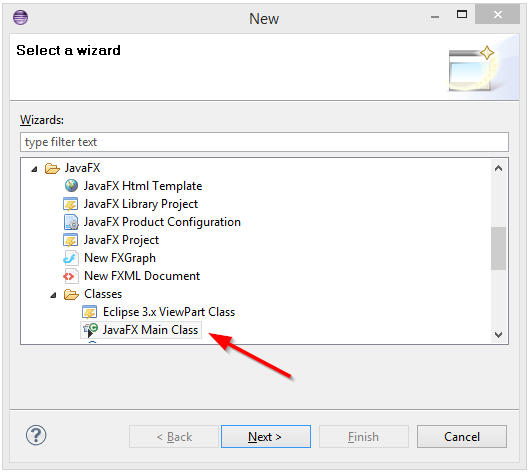 New
Select a wizard
Wizards:
type filter text
JavaFX
JavaFX Html Template
JavaFX Library Project
JavaFX Product Configuration
JavaFX Project
New FXGraph
New FXML Document
Classes
Eclipse 3.x ViewPart Class
JavaFX Main Class
< Back
Next >
Finish
Cancel